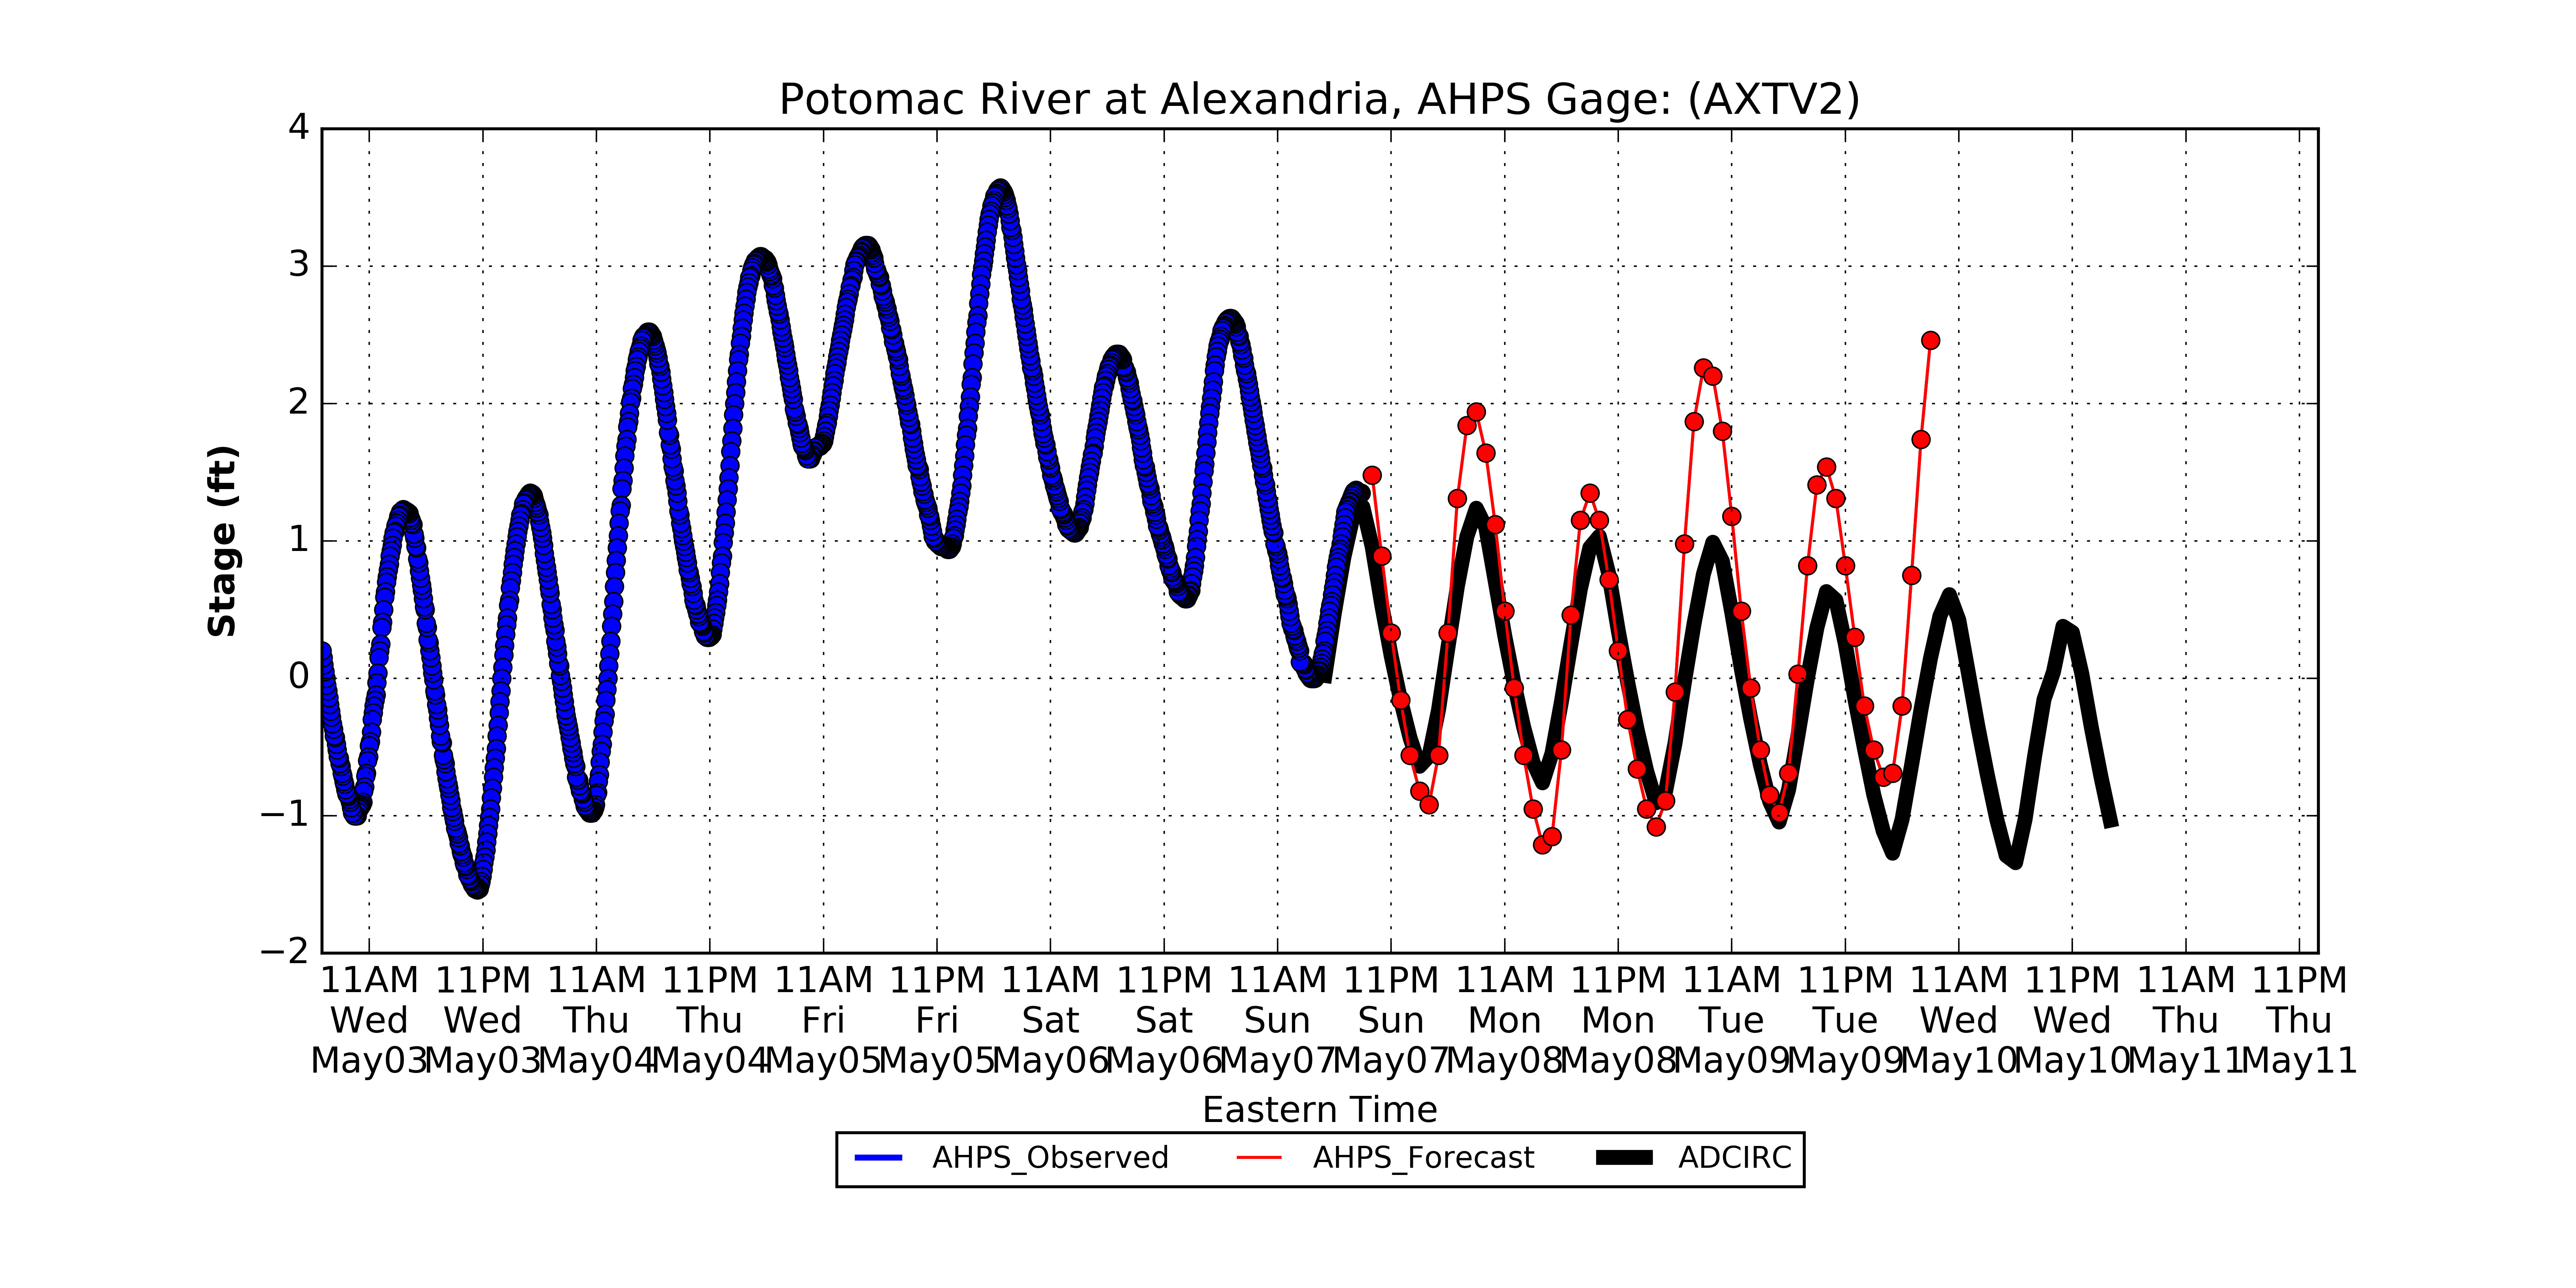 Potomac River at Alexandria, AHPS Gage: (AXTV2)
4
3
2
1
0
−1
−2
Stage (ft)
11AM 11PM 11AM 11PM 11AM 11PM 11AM 11PM 11AM 11PM 11AM 11PM 11AM 11PM 11AM 11PM 11AM 11PM
Wed Wed Thu Thu Fri Fri Sat Sat Sun Sun Mon Mon Tue Tue Wed Wed Thu Thu
May03 May03 May04 May04 May05 May05 May06 May06 May07 May07 May08 May08 May09 May09 May10 May10 May11 May11
Eastern Time
AHPS_Observed AHPS_Forecast ADCIRC